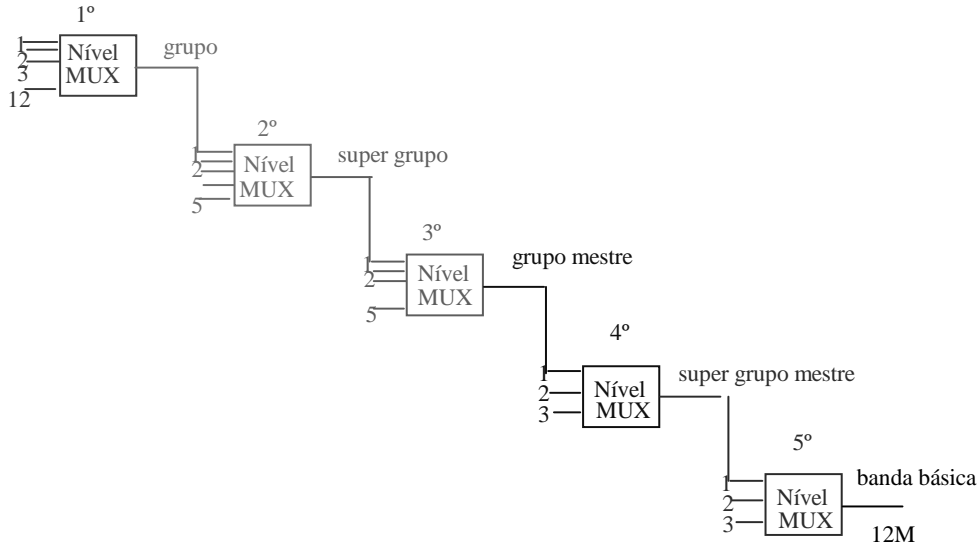 1º
1
2
3
12
Nível
MUX
grupo
2º
1
2
5
Nível
MUX
super grupo
3º
1
2
5
Nível
MUX
grupo mestre
4º
1
2
3
Nível
MUX
super grupo mestre
5º
1
2
3
Nível
MUX
banda básica
12M